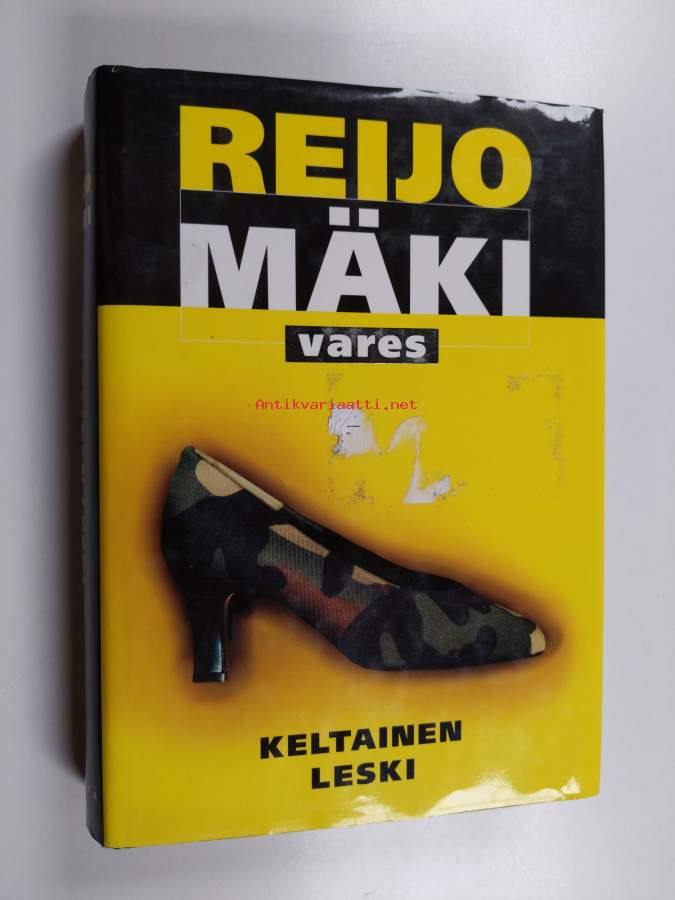 REIJO
MÄKI
vares
Antikvariaatti.net
KELTAINEN
LESKI